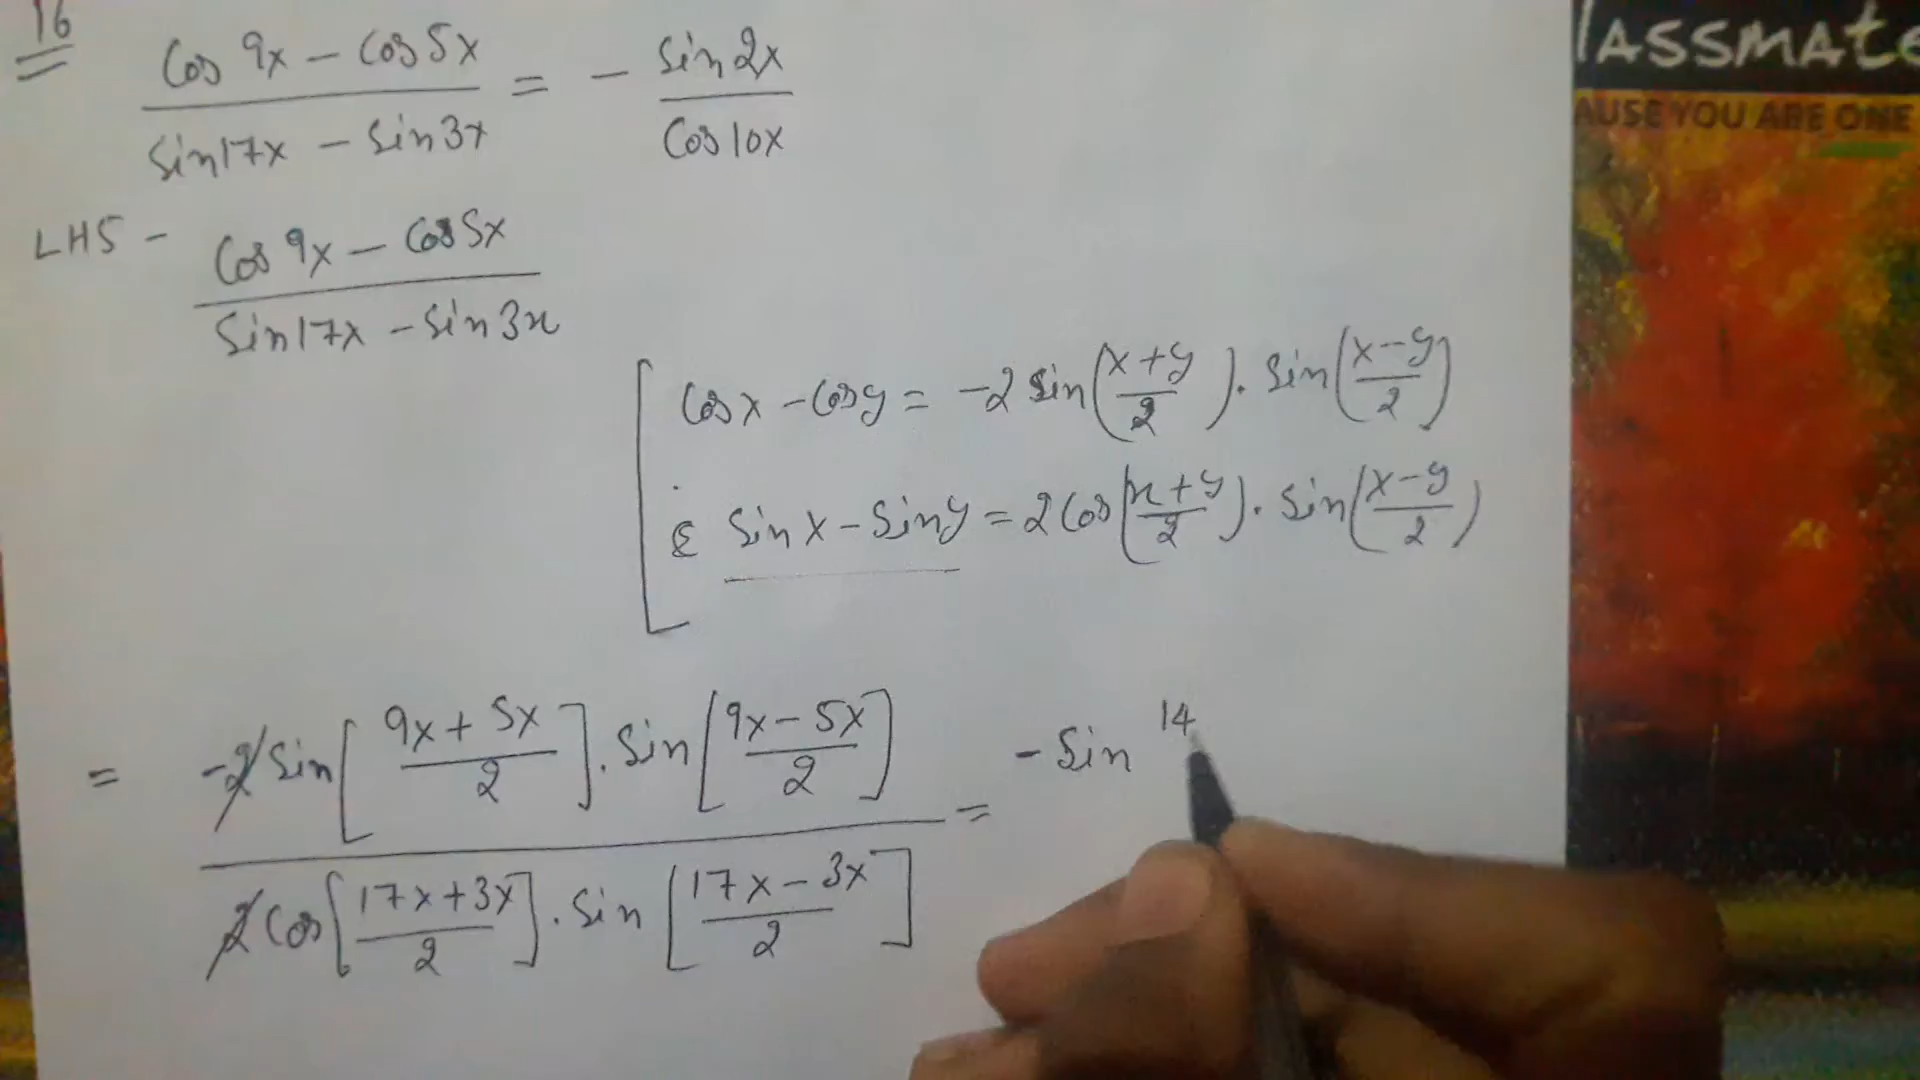 16
cos 9x - cos 5x / sin 17x - sin 3x = - sin 2x / cos 10x
LHS - cos 9x - cos 5x / sin 17x - sin 3x
cos x - cos y = -2 sin (x+y / 2) . sin (x-y / 2)
& sin x - sin y = 2 cos (x+y / 2) . sin (x-y / 2)
= -2 sin [9x + 5x / 2] . sin [9x - 5x / 2] / 2 cos [17x + 3x / 2] . sin [17x - 3x / 2] = - sin 14
lassmate
AUSE YOU ARE ONE